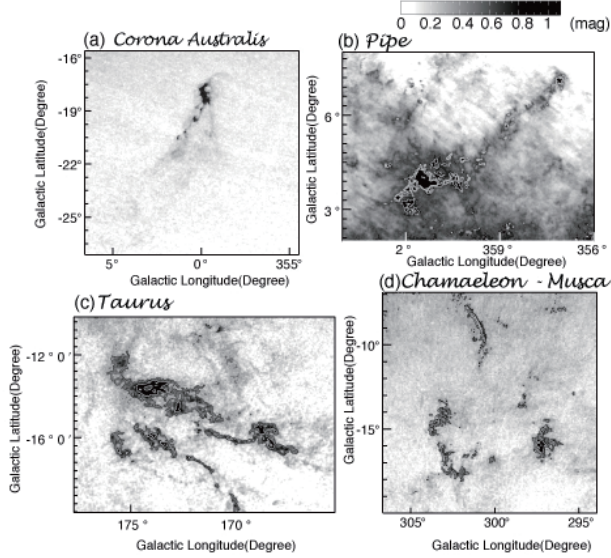 0 0.2 0.4 0.6 0.8 1 (mag)
(a) Corona Australis
-16°
-19°
-22°
-25°
Galactic Latitude(Degree)
5° 0° 355°
Galactic Longitude(Degree)
(b) Pipe
6°
3°
Galactic Latitude(Degree)
2° 359° 356°
Galactic Longitude(Degree)
(c) Taurus
-12° 0′
-16° 0′
Galactic Latitude(Degree)
175° 170°
Galactic Longitude(Degree)
(d) Chamaeleon - Musca
-10°
-15°
Galactic Latitude(Degree)
305° 300° 295°
Galactic Longitude(Degree)